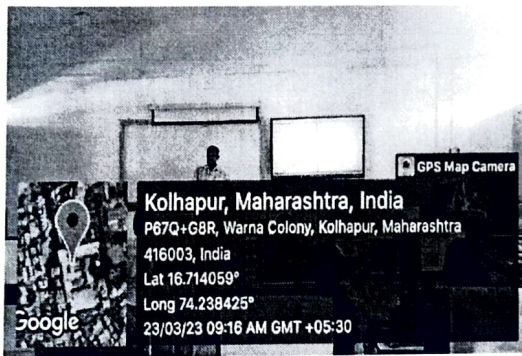 GPS Map Camera
Kolhapur, Maharashtra, India
P67Q+G8R, Warna Colony, Kolhapur, Maharashtra
416003, India
Lat 16.714059°
Long 74.238425°
23/03/23 09:16 AM GMT +05:30
Google